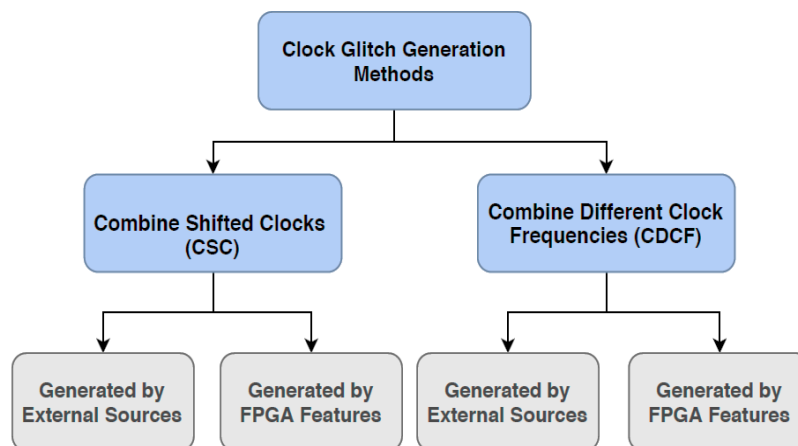 Clock Glitch Generation
Methods
Combine Shifted Clocks
(CSC)
Combine Different Clock
Frequencies (CDCF)
Generated by
External Sources
Generated by
FPGA Features
Generated by
External Sources
Generated by
FPGA Features